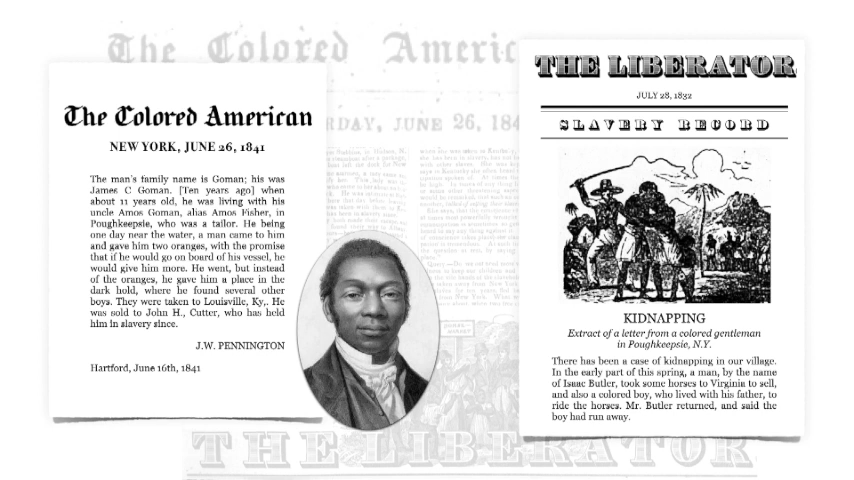 The Colored Americ
RDAY, JUNE 26, 184
The Colored American
NEW YORK, JUNE 26, 1841
The man's family name is Goman; his was
James C Goman. [Ten years ago] when
about 11 years old, he was living with his
uncle Amos Goman, alias Amos Fisher, in
Poughkeepsie, who was a tailor. He being
one day near the water, a man came to him
and gave him two oranges, with the promise
that if he would go on board of his vessel, he
would give him more. He went, but instead
of the oranges, he gave him a place in the
dark hold, where he found several other
boys. They were taken to Louisville, Ky,. He
was sold to John H., Cutter, who has held
him in slavery since.
J.W. PENNINGTON
Hartford, June 16th, 1841
THE LIBERATOR
JULY 28, 1832
SLAVERY RECORD
KIDNAPPING
Extract of a letter from a colored gentleman
in Poughkeepsie, N.Y.
There has been a case of kidnapping in our village.
In the early part of this spring, a man, by the name
of Isaac Butler, took some horses to Virginia to sell,
and also a colored boy, who lived with his father, to
ride the horses. Mr. Butler returned, and said the
boy had run away.
THE LIBERATOR